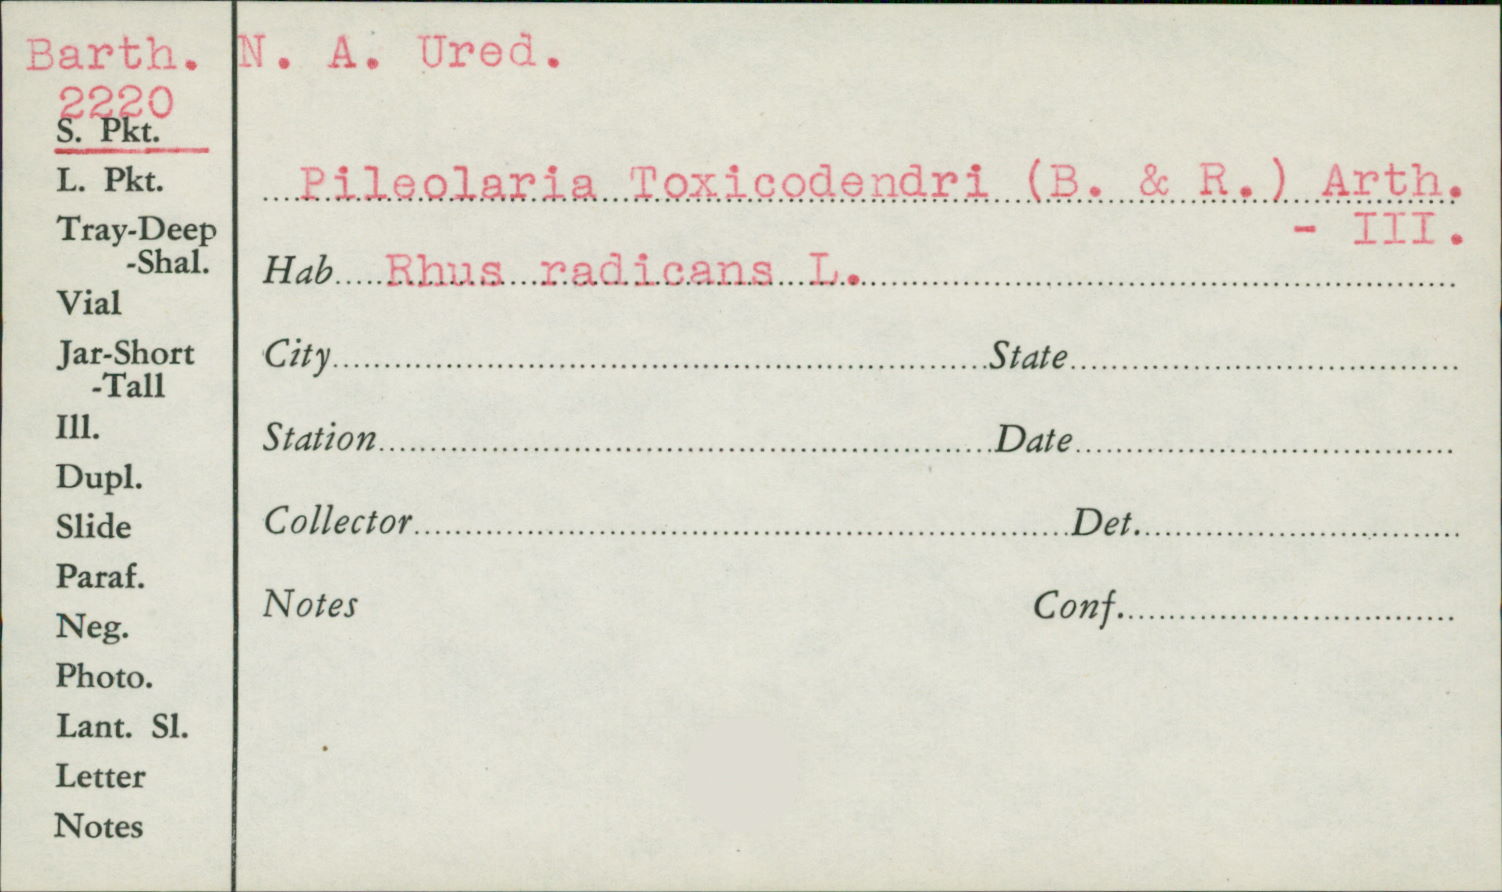 Barth. N. A. Ured.
2220
S. Pkt.
L. Pkt.
Tray-Deep
-Shal.
Vial
Jar-Short
-Tall
Ill.
Dupl.
Slide
Paraf.
Neg.
Photo.
Lant. Sl.
Letter
Notes
Pileolaria Toxicodendri (B. & R.) Arth.
- III.
Hab Rhus radicans L.
City State
Station Date
Collector Det.
Notes Conf.